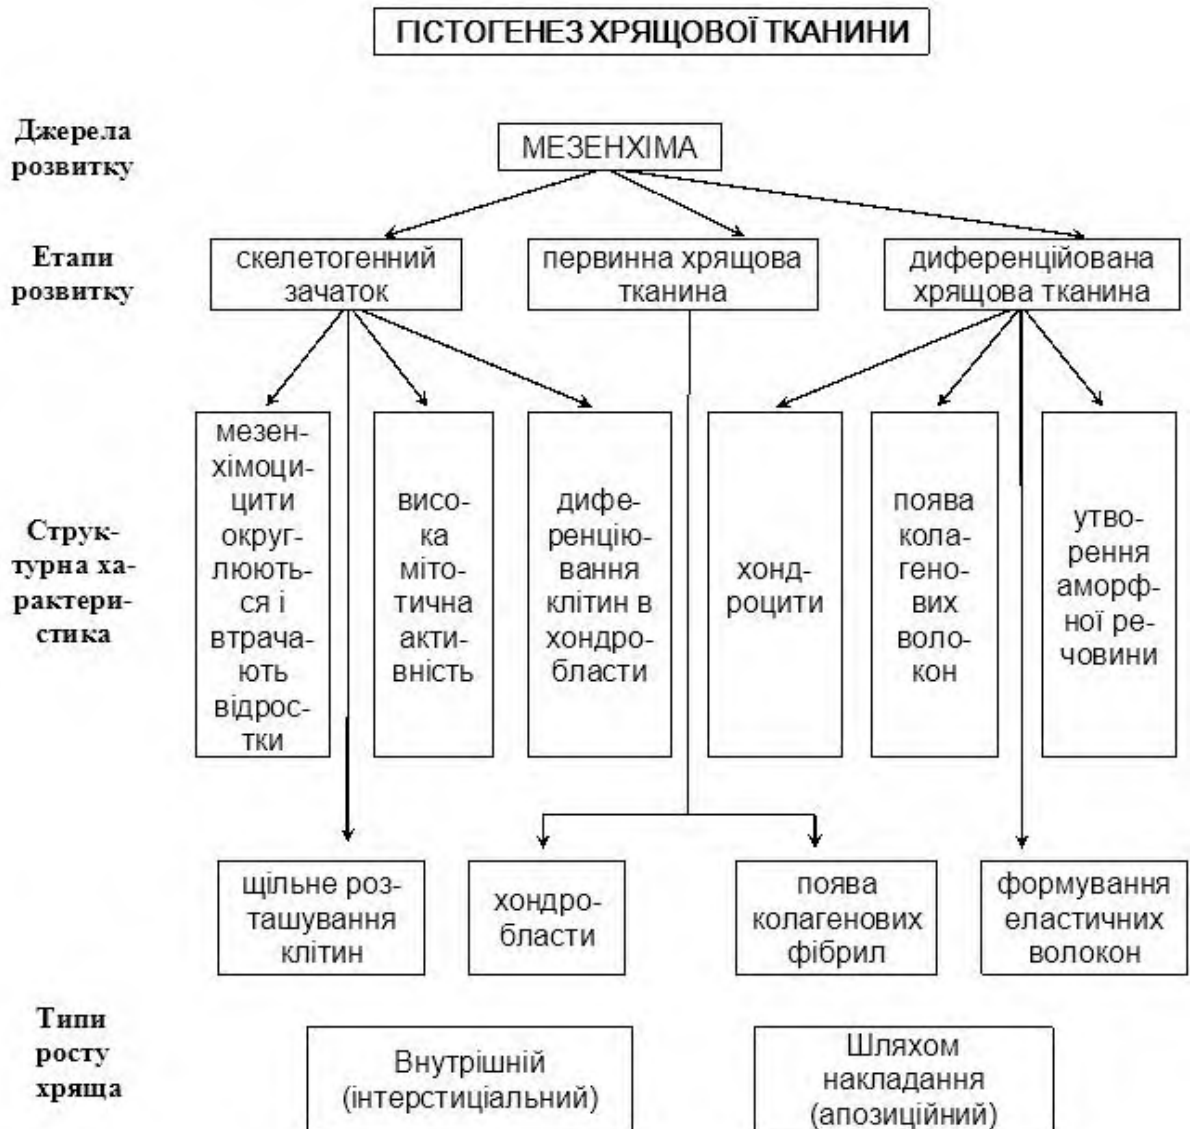 ГІСТОГЕНЕЗ ХРЯЩОВОЇ ТКАНИНИ
Джерела
розвитку
МЕЗЕНХІМА
Етапи
розвитку
скелетогенний
зачаток
первинна хрящова
тканина
диференційована
хрящова тканина
Струк-
турна ха-
рактери-
стика
мезен-
хімоци-
цити
округ-
люють-
ся і
втрача-
ють
відрос-
тки
висо-
ка
міто-
тична
акти-
вність
дифе-
ренцію-
вання
клітин в
хондро-
бласти
хонд-
роцити
поява
кола-
гено-
вих
воло-
кон
утво-
рення
аморф-
ної ре-
човини
щільне роз-
ташування
клітин
хондро-
бласти
поява
колагенових
фібрил
формування
еластичних
волокон
Типи
росту
хряща
Внутрішній
(інтерстиціальний)
Шляхом
накладання
(апозиційний)